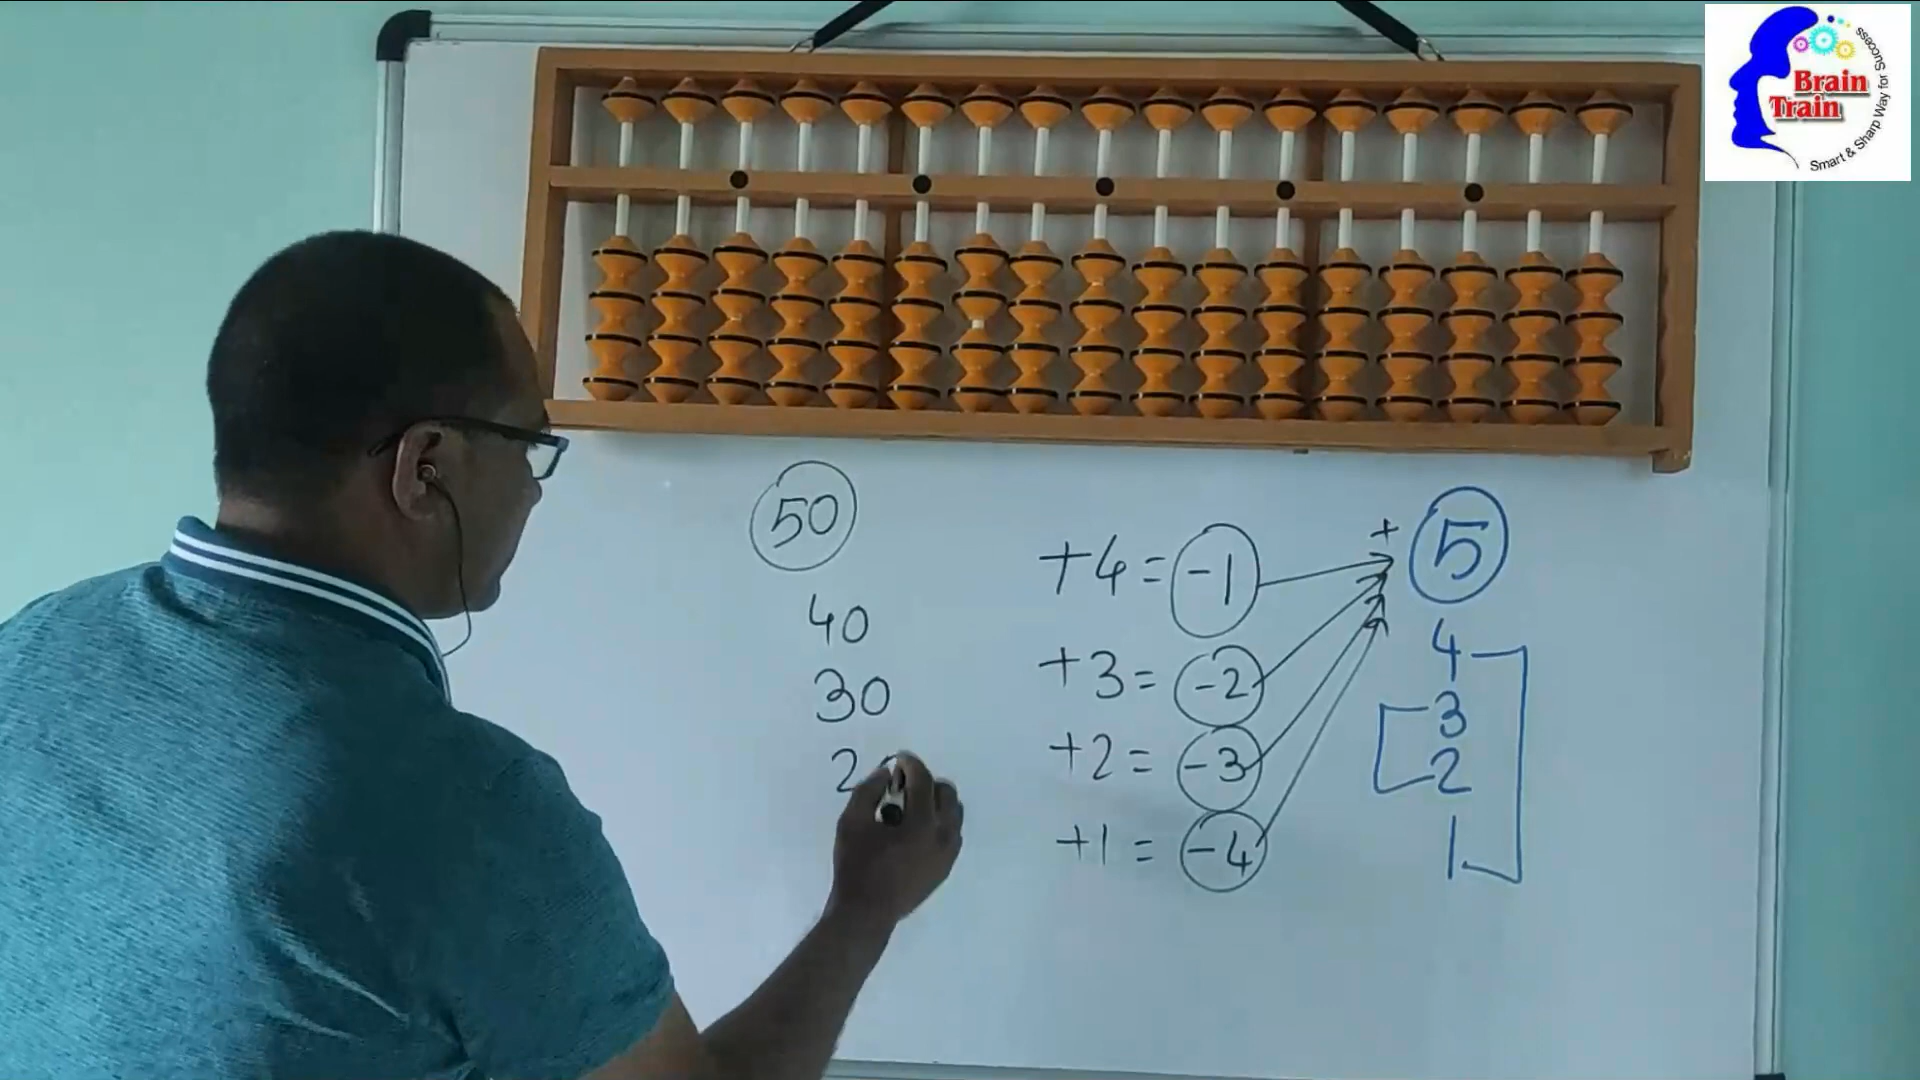 Brain
Train
Smart & Sharp Way for Success
50
40
30
2
+4 = -1
+3 = -2
+2 = -3
+1 = -4
+ 5
4
3
2
1